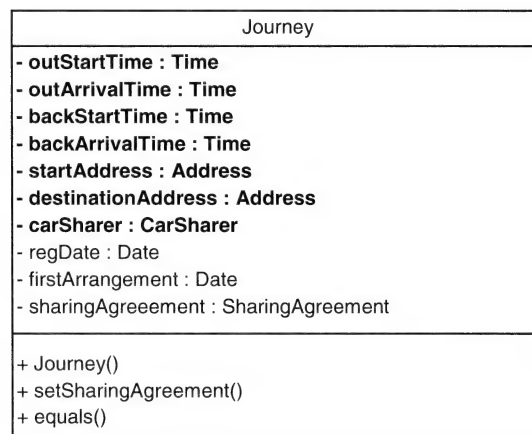 Journey
- outStartTime : Time
- outArrivalTime : Time
- backStartTime : Time
- backArrivalTime : Time
- startAddress : Address
- destinationAddress : Address
- carSharer : CarSharer
- regDate : Date
- firstArrangement : Date
- sharingAgreeement : SharingAgreement
+ Journey()
+ setSharingAgreement()
+ equals()